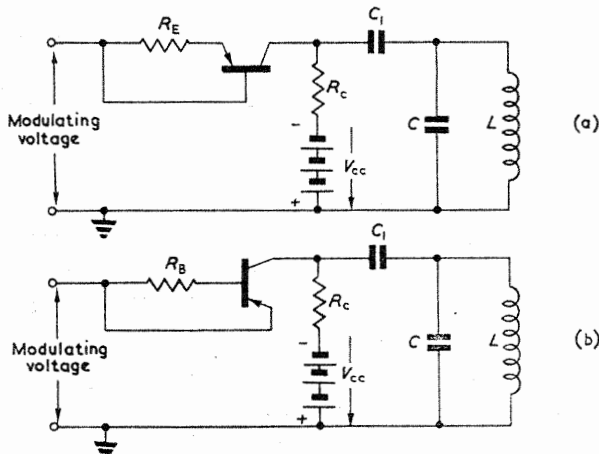 R_E
C_1
R_c
Modulating
voltage
-
V_cc
+
C
L
(a)
R_B
C_1
R_c
Modulating
voltage
-
V_cc
+
C
L
(b)